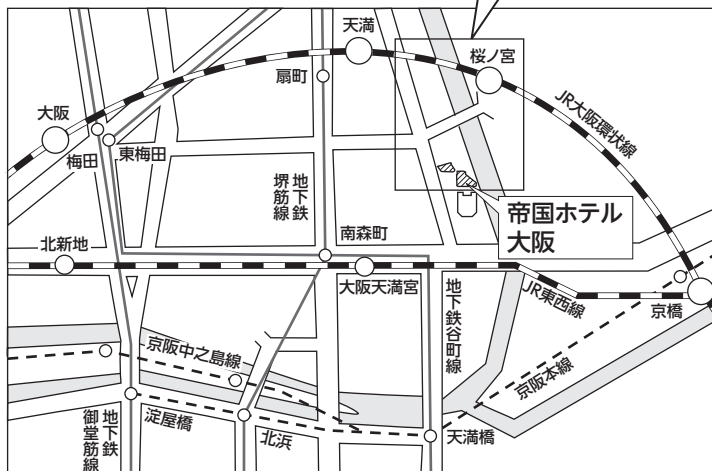 天満
桜ノ宮
扇町
大阪
JR大阪環状線
梅田
東梅田
地下鉄
堺筋線
帝国ホテル
大阪
南森町
北新地
大阪天満宮
地下鉄谷町線
JR東西線
京橋
京阪中之島線
京阪本線
地下鉄
御堂筋線
淀屋橋
北浜
天満橋